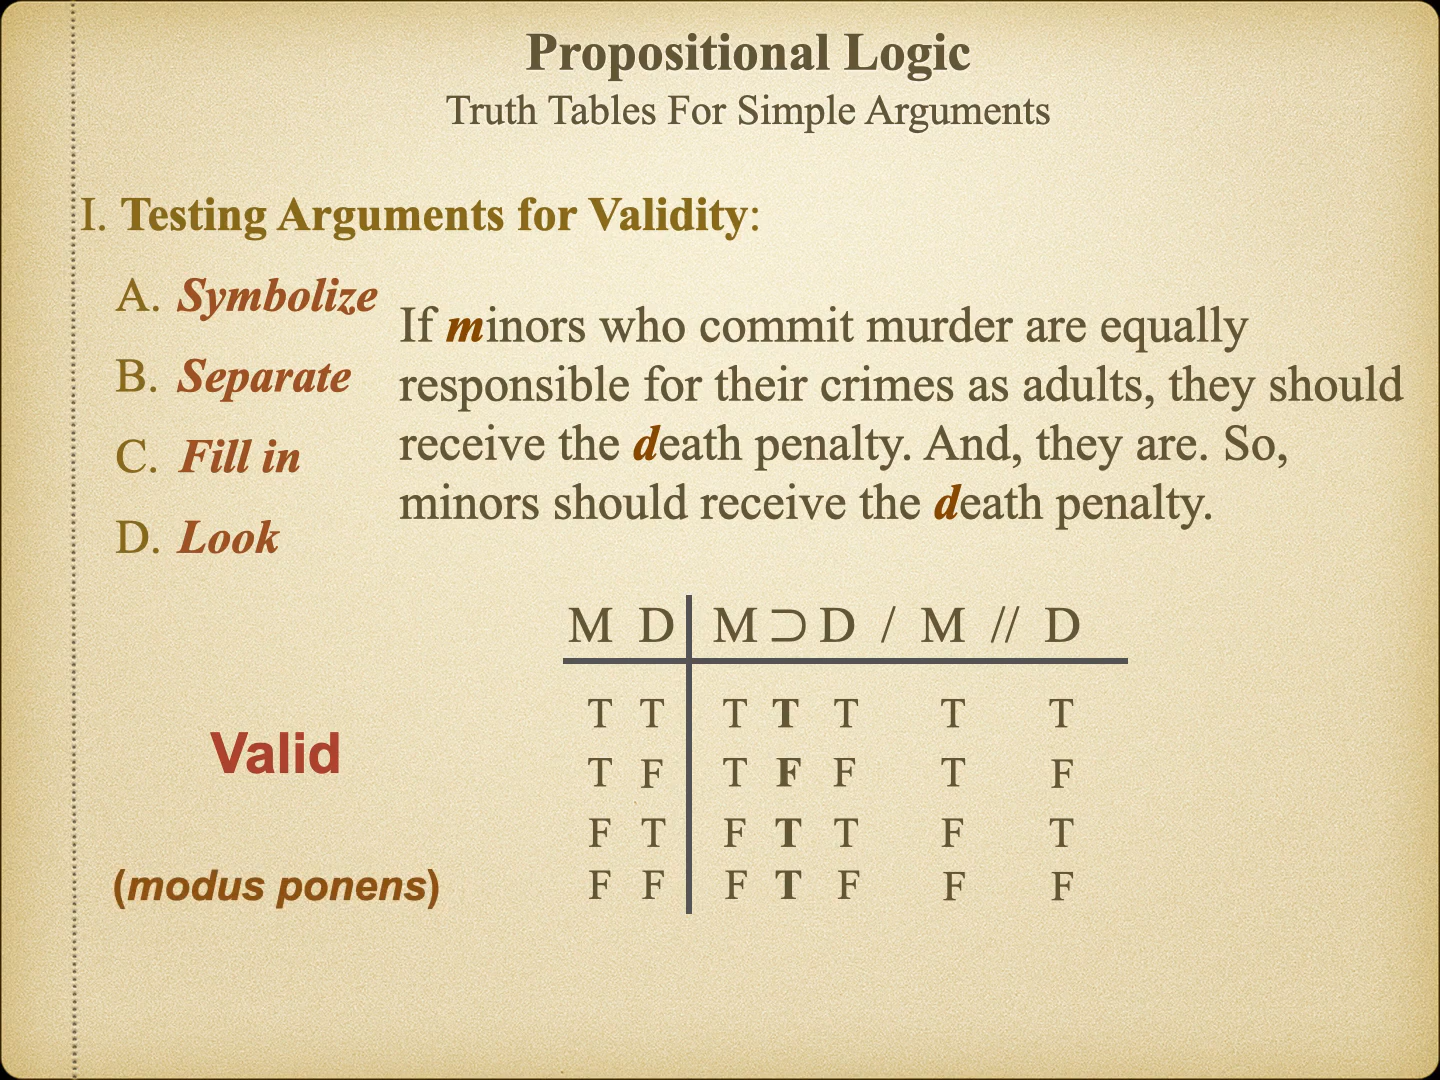 Propositional Logic
Truth Tables For Simple Arguments
I. Testing Arguments for Validity:
A. Symbolize
B. Separate
C. Fill in
D. Look
If minors who commit murder are equally
responsible for their crimes as adults, they should
receive the death penalty. And, they are. So,
minors should receive the death penalty.
M D M ⊃ D / M // D
T T T T T T T
T F T F F T F
F T F T T F T
F F F T F F F
Valid
(modus ponens)